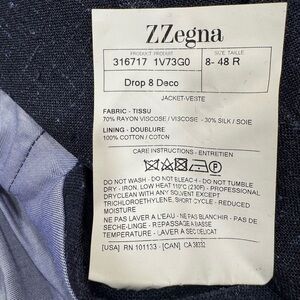 ZZegna
PRODUKT PRODUIT
SIZE TAILLE
316717 1V73G0
8- 48 R
Drop 8 Deco
JACKET-VESTE
FABRIC - TISSU
70% RAYON VISCOSE / VISCOSE - 30% SILK / SOIE
LINING - DOUBLURE
100% COTTON / COTON
CARE INSTRUCTIONS - ENTRETIEN
DO NOT WASH - DO NOT BLEACH - DO NOT TUMBLE
DRY - IRON, LOW HEAT 110°C (230F) - PROFESSIONAL
DRYCLEAN WITH ANY SOLVENT EXCEPT
TRICHLOROETHYLENE, SHORT CYCLE - REDUCED
MOISTURE
NE PAS LAVER A L'EAU - NE PAS BLANCHIR - PAS DE
SECHE-LINGE - REPASSAGE A BASSE
TEMPERATURE - LAVER A SEC DELICAT
[USA] RN 101133 - [CAN] CA 38332